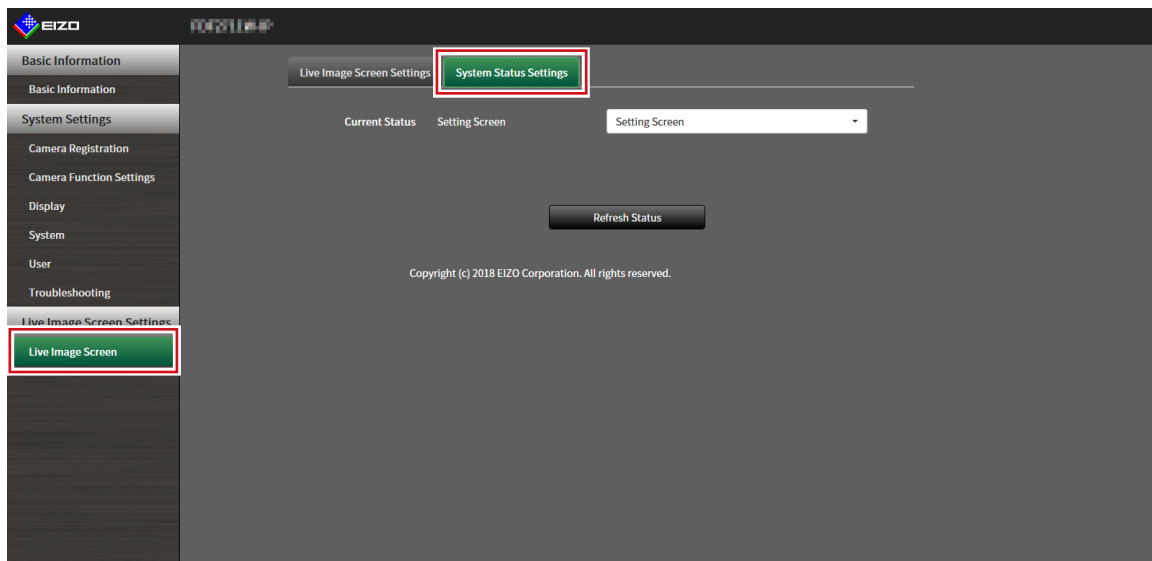 EIZO
Basic Information
Basic Information
System Settings
Camera Registration
Camera Function Settings
Display
System
User
Troubleshooting
Live Image Screen Settings
Live Image Screen
Live Image Screen Settings
System Status Settings
Current Status Setting Screen Setting Screen
Refresh Status
Copyright (c) 2018 EIZO Corporation. All rights reserved.